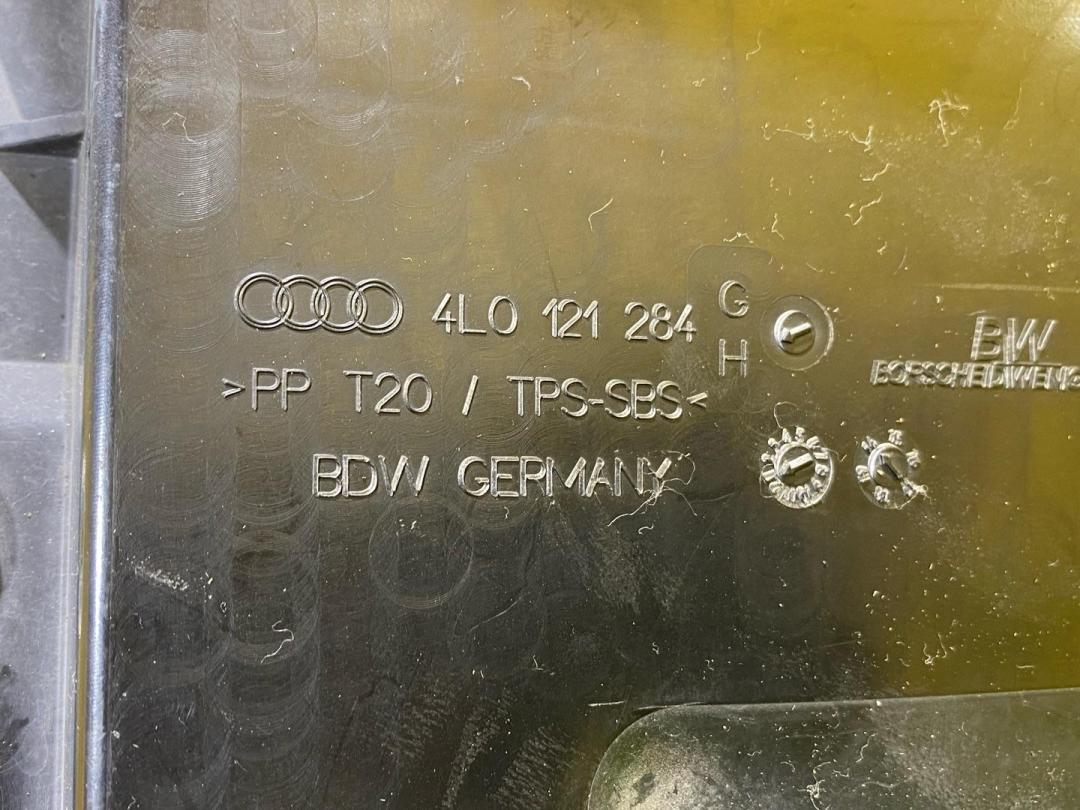 4L0 121 284 G
H
>PP T20 / TPS-SBS<
BDW GERMANY
BW